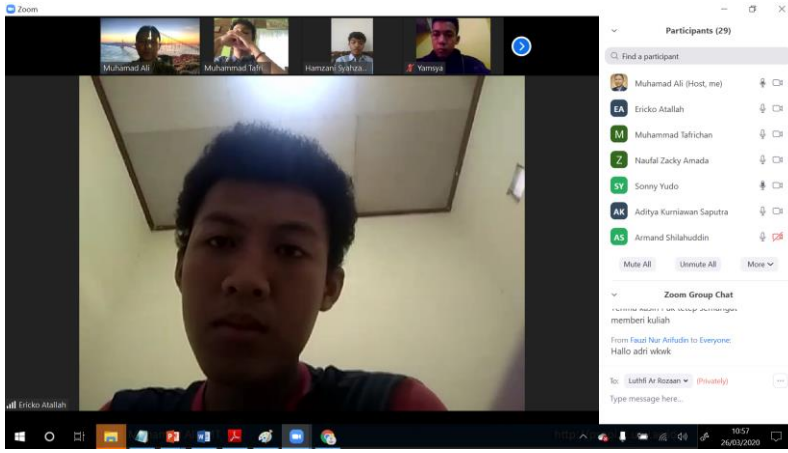 Zoom
Participants (29)
Find a participant
Muhamad Ali
Muhammad Tafri...
Hamzani Syahza...
Yamsya
Muhamad Ali (Host, me)
EA Ericko Atallah
M Muhammad Tafrichan
Z Naufal Zacky Amada
SY Sonny Yudo
AK Aditya Kurniawan Saputra
AS Armand Shilahuddin
Mute All Unmute All More
Zoom Group Chat
memberi kuliah
From Fauzi Nur Arifudin to Everyone:
Hallo adri wkwk
To: Luthfi Ar Rozaan (Privately)
Type message here...
Ericko Atallah
10:57
26/03/2020